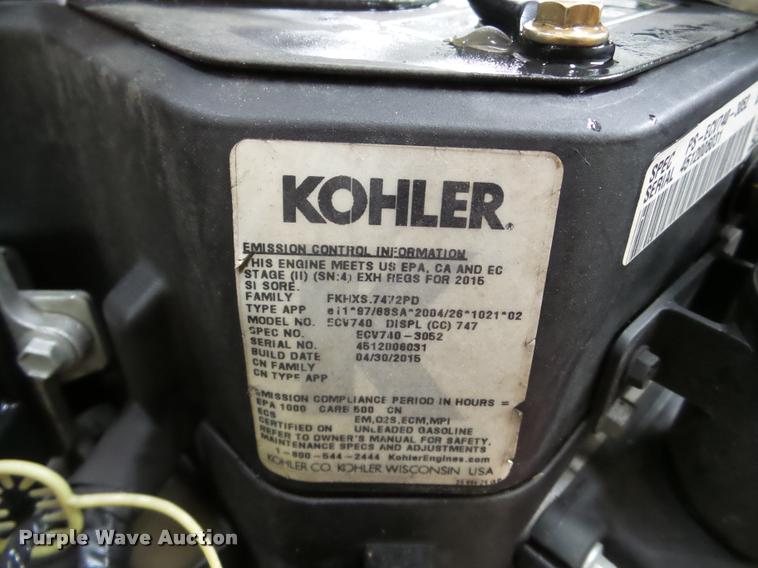 KOHLER.
EMISSION CONTROL INFORMATION
THIS ENGINE MEETS US EPA, CA AND EC
STAGE (II) (SN:4) EXH REGS FOR 2015
SI SORE.
FAMILY FKHXS.7472PD
TYPE APP e11*97/68SA*2004/26*1021*02
MODEL NO. ECV740 DISPL (CC) 747
SPEC NO. ECV740-3052
SERIAL NO. 4512006031
BUILD DATE 04/30/2015
CN FAMILY
CN TYPE APP
EMISSION COMPLIANCE PERIOD IN HOURS =
EPA 1000 CARB 500 CN
ECS EM,O2S,ECM,MPI
CERTIFIED ON UNLEADED GASOLINE
REFER TO OWNER'S MANUAL FOR SAFETY,
MAINTENANCE SPECS AND ADJUSTMENTS
1-800-544-2444 KohlerEngines.com
KOHLER CO. KOHLER WISCONSIN USA
SPEC PS-ECV740-3052
SERIAL 4512006031
Purple Wave Auction